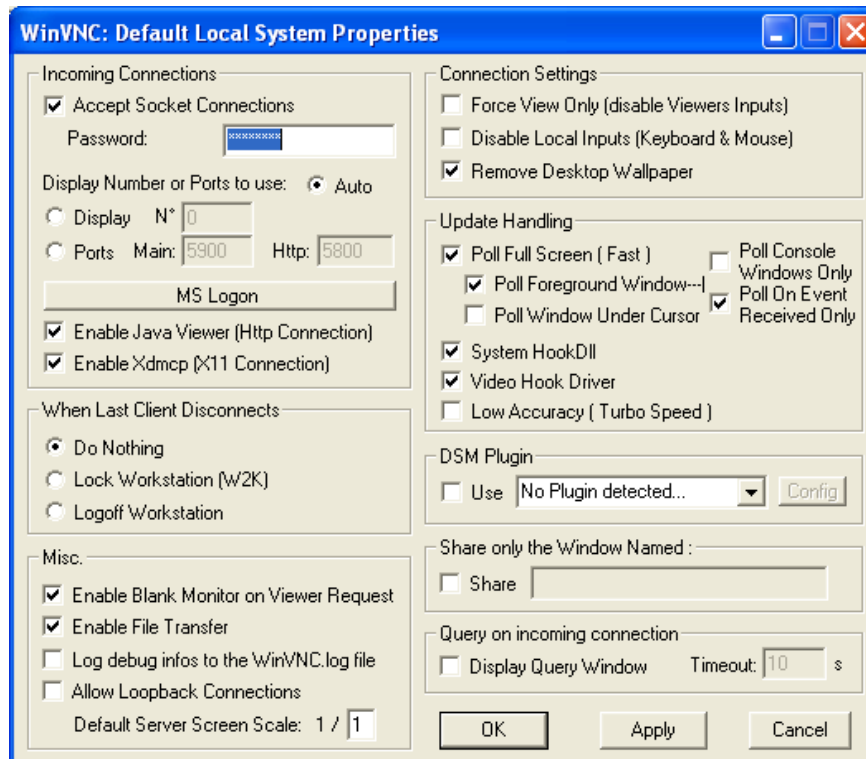 WinVNC: Default Local System Properties
Incoming Connections
Accept Socket Connections
Password: ********
Display Number or Ports to use: Auto
Display N° 0
Ports Main: 5900 Http: 5800
MS Logon
Enable Java Viewer (Http Connection)
Enable Xdmcp (X11 Connection)
When Last Client Disconnects
Do Nothing
Lock Workstation (W2K)
Logoff Workstation
Misc.
Enable Blank Monitor on Viewer Request
Enable File Transfer
Log debug infos to the WinVNC.log file
Allow Loopback Connections
Default Server Screen Scale: 1 / 1
Connection Settings
Force View Only (disable Viewers Inputs)
Disable Local Inputs (Keyboard & Mouse)
Remove Desktop Wallpaper
Update Handling
Poll Full Screen ( Fast )
Poll Foreground Window---|
Poll Window Under Cursor
Poll Console
Windows Only
Poll On Event
Received Only
System HookDll
Video Hook Driver
Low Accuracy ( Turbo Speed )
DSM Plugin
Use No Plugin detected... Config
Share only the Window Named :
Share
Query on incoming connection
Display Query Window Timeout: 10 s
OK Apply Cancel